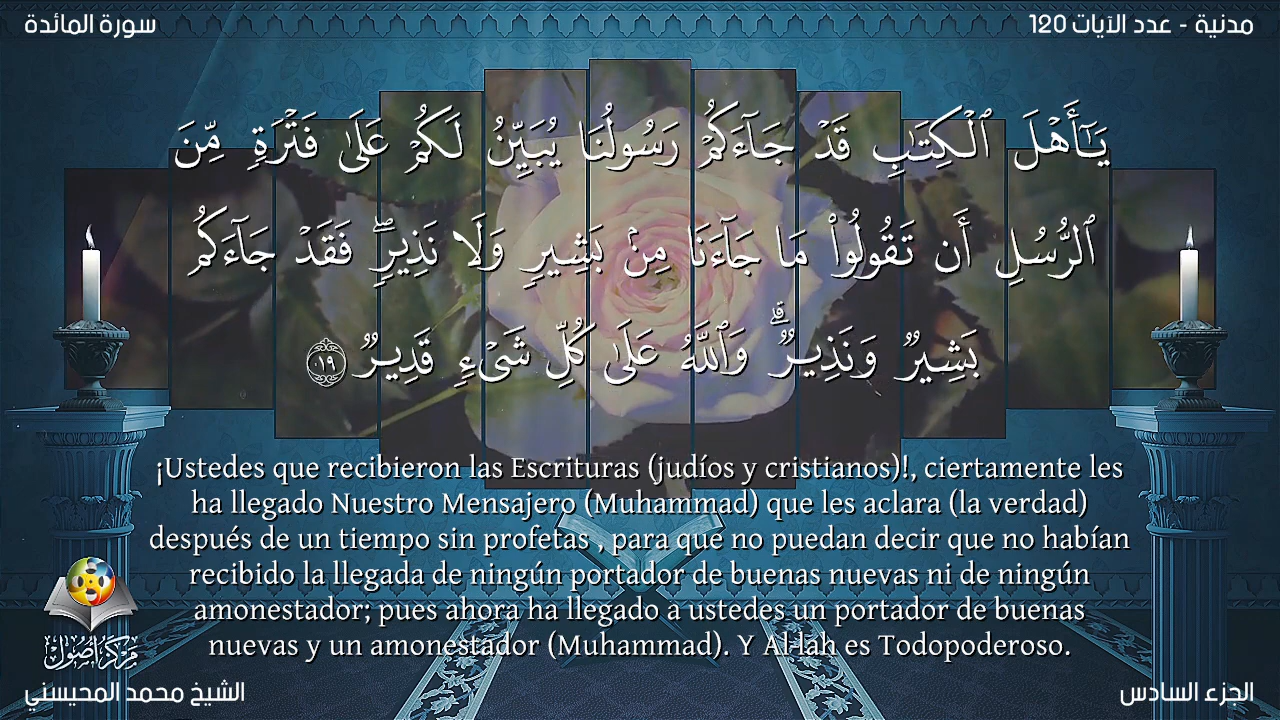 مدنية - عدد الآيات 120
سورة المائدة
يَٰٓأَهْلَ ٱلْكِتَٰبِ قَدْ جَآءَكُمْ رَسُولُنَا يُبَيِّنُ لَكُمْ عَلَىٰ فَتْرَةٍ مِّنَ
ٱلرُّسُلِ أَن تَقُولُوا۟ مَا جَآءَنَا مِنۢ بَشِيرٍ وَلَا نَذِيرٍۖ فَقَدْ جَآءَكُم
بَشِيرٌ وَنَذِيرٌۗ وَٱللَّهُ عَلَىٰ كُلِّ شَىْءٍ قَدِيرٌ ١٩
¡Ustedes que recibieron las Escrituras (judíos y cristianos)!, ciertamente les
ha llegado Nuestro Mensajero (Muhammad) que les aclara (la verdad)
después de un tiempo sin profetas , para que no puedan decir que no habían
recibido la llegada de ningún portador de buenas nuevas ni de ningún
amonestador; pues ahora ha llegado a ustedes un portador de buenas
nuevas y un amonestador (Muhammad). Y Al-lah es Todopoderoso.
مركز أصول
الجزء السادس
الشيخ محمد المحيسني